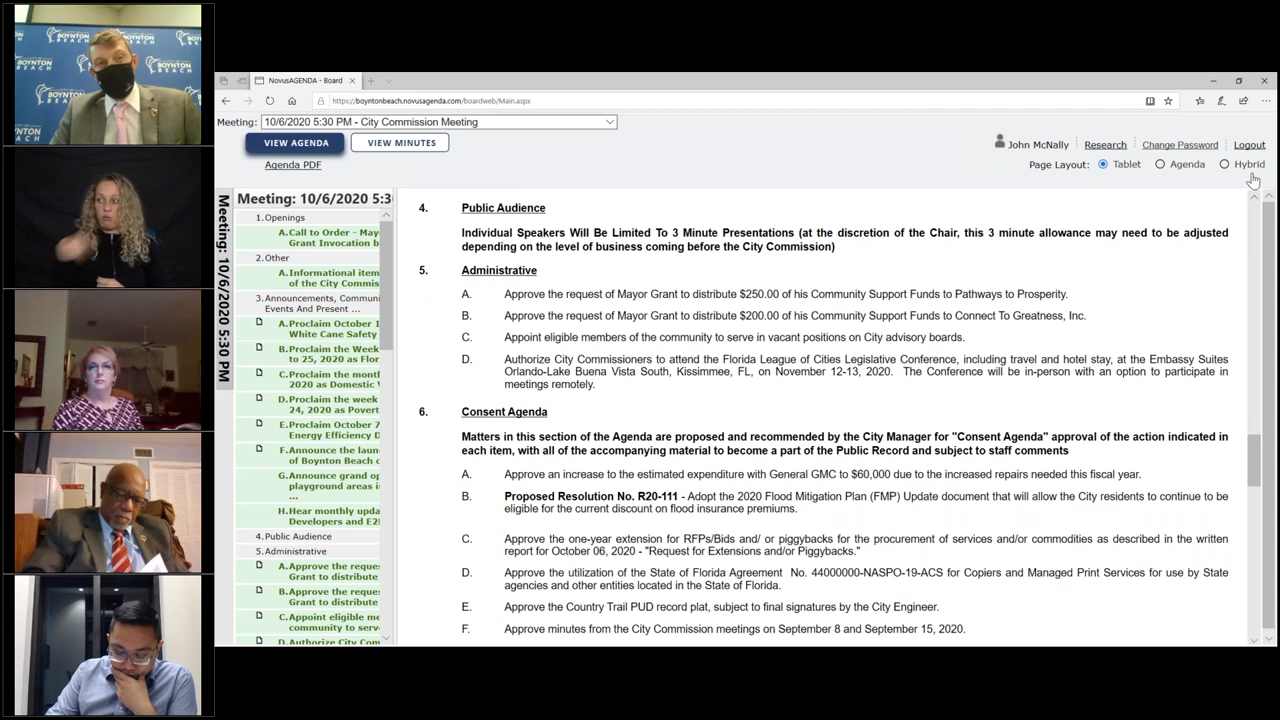 BOYNTON
BEACH
BOYNTON
BEACH
BOYNTON
NovusAGENDA - Board
https://boyntonbeach.novusagenda.com/boardweb/Main.aspx
Meeting: 10/6/2020 5:30 PM - City Commission Meeting
VIEW AGENDA VIEW MINUTES
Agenda PDF
John McNally Research Change Password Logout
Page Layout: Tablet Agenda Hybrid
Meeting: 10/6/2020 5:30 PM
Meeting: 10/6/2020 5:3
1.Openings
A.Call to Order - May
Grant Invocation b
2.Other
A.Informational item
of the City Commis
3.Announcements, Commun
Events And Present ...
A.Proclaim October 1
White Cane Safety
B.Proclaim the Week
to 25, 2020 as Flor
C.Proclaim the month
2020 as Domestic V
D.Proclaim the week
24, 2020 as Povert
E.Proclaim October 7
Energy Efficiency D
F.Announce the laun
of Boynton Beach c
G.Announce grand op
playground areas i
...
H.Hear monthly upda
Developers and E2
4.Public Audience
5.Administrative
A.Approve the reque
Grant to distribute
B.Approve the reque
Grant to distribute
C.Appoint eligible me
community to serv
D.Authorize City Com
4. Public Audience
Individual Speakers Will Be Limited To 3 Minute Presentations (at the discretion of the Chair, this 3 minute allowance may need to be adjusted
depending on the level of business coming before the City Commission)
5. Administrative
A. Approve the request of Mayor Grant to distribute $250.00 of his Community Support Funds to Pathways to Prosperity.
B. Approve the request of Mayor Grant to distribute $200.00 of his Community Support Funds to Connect To Greatness, Inc.
C. Appoint eligible members of the community to serve in vacant positions on City advisory boards.
D. Authorize City Commissioners to attend the Florida League of Cities Legislative Conference, including travel and hotel stay, at the Embassy Suites
Orlando-Lake Buena Vista South, Kissimmee, FL, on November 12-13, 2020. The Conference will be in-person with an option to participate in
meetings remotely.
6. Consent Agenda
Matters in this section of the Agenda are proposed and recommended by the City Manager for "Consent Agenda" approval of the action indicated in
each item, with all of the accompanying material to become a part of the Public Record and subject to staff comments
A. Approve an increase to the estimated expenditure with General GMC to $60,000 due to the increased repairs needed this fiscal year.
B. Proposed Resolution No. R20-111 - Adopt the 2020 Flood Mitigation Plan (FMP) Update document that will allow the City residents to continue to be
eligible for the current discount on flood insurance premiums.
C. Approve the one-year extension for RFPs/Bids and/ or piggybacks for the procurement of services and/or commodities as described in the written
report for October 06, 2020 - "Request for Extensions and/or Piggybacks."
D. Approve the utilization of the State of Florida Agreement No. 44000000-NASPO-19-ACS for Copiers and Managed Print Services for use by State
agencies and other entities located in the State of Florida.
E. Approve the Country Trail PUD record plat, subject to final signatures by the City Engineer.
F. Approve minutes from the City Commission meetings on September 8 and September 15, 2020.